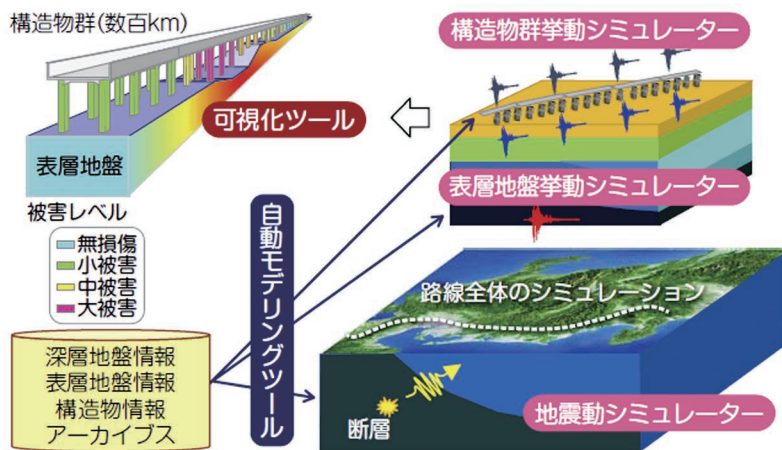 構造物群(数百km)
構造物群挙動シミュレーター
可視化ツール
表層地盤
表層地盤挙動シミュレーター
被害レベル
無損傷
小被害
中被害
大被害
自動モデリングツール
路線全体のシミュレーション
深層地盤情報
表層地盤情報
構造物情報
アーカイブス
断層
地震動シミュレーター